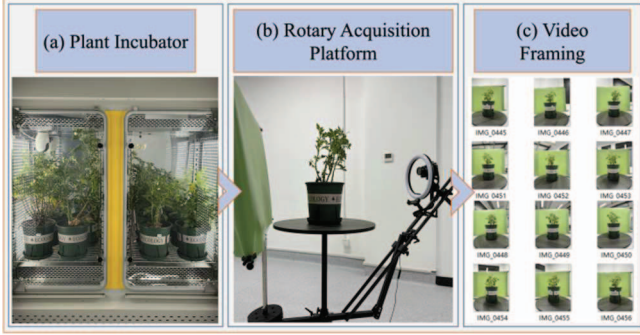 (a) Plant Incubator
(b) Rotary Acquisition
Platform
(c) Video
Framing
ECOLOGY
IMG_0445
IMG_0446
IMG_0447
IMG_0451
IMG_0452
IMG_0453
IMG_0448
IMG_0449
IMG_0450
IMG_0454
IMG_0455
IMG_0456